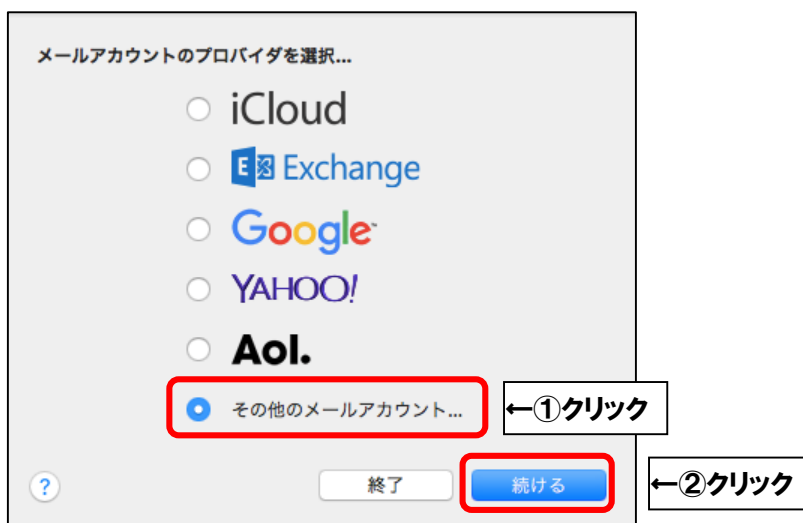 メールアカウントのプロバイダを選択...
iCloud
E Exchange
Google™
YAHOO!
Aol.
その他のメールアカウント... ←①クリック
? 終了 続ける ←②クリック